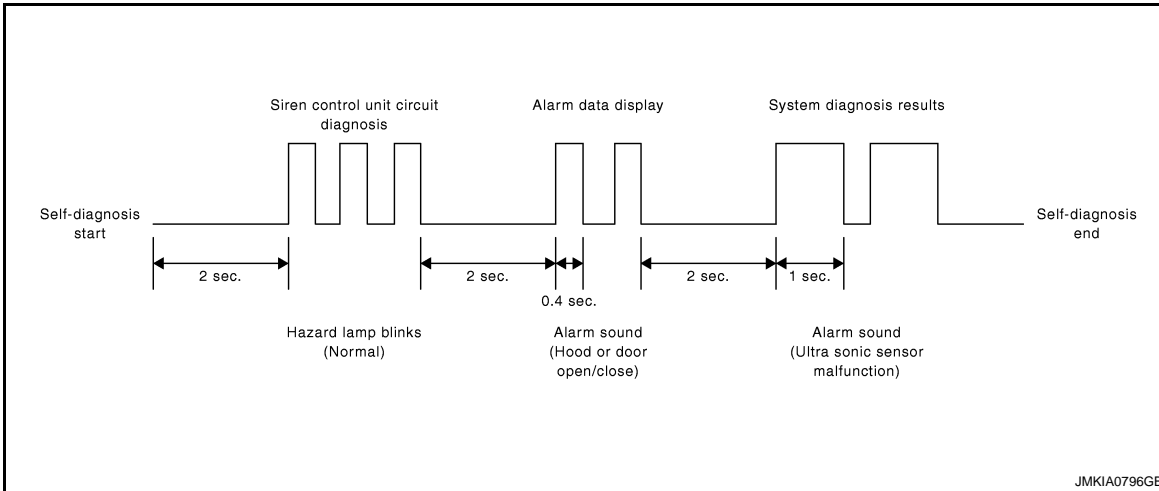 Siren control unit circuit
diagnosis
Alarm data display
System diagnosis results
Self-diagnosis
start
Self-diagnosis
end
2 sec.
2 sec.
0.4 sec.
2 sec.
1 sec.
Hazard lamp blinks
(Normal)
Alarm sound
(Hood or door
open/close)
Alarm sound
(Ultra sonic sensor
malfunction)
JMKIA0796GB